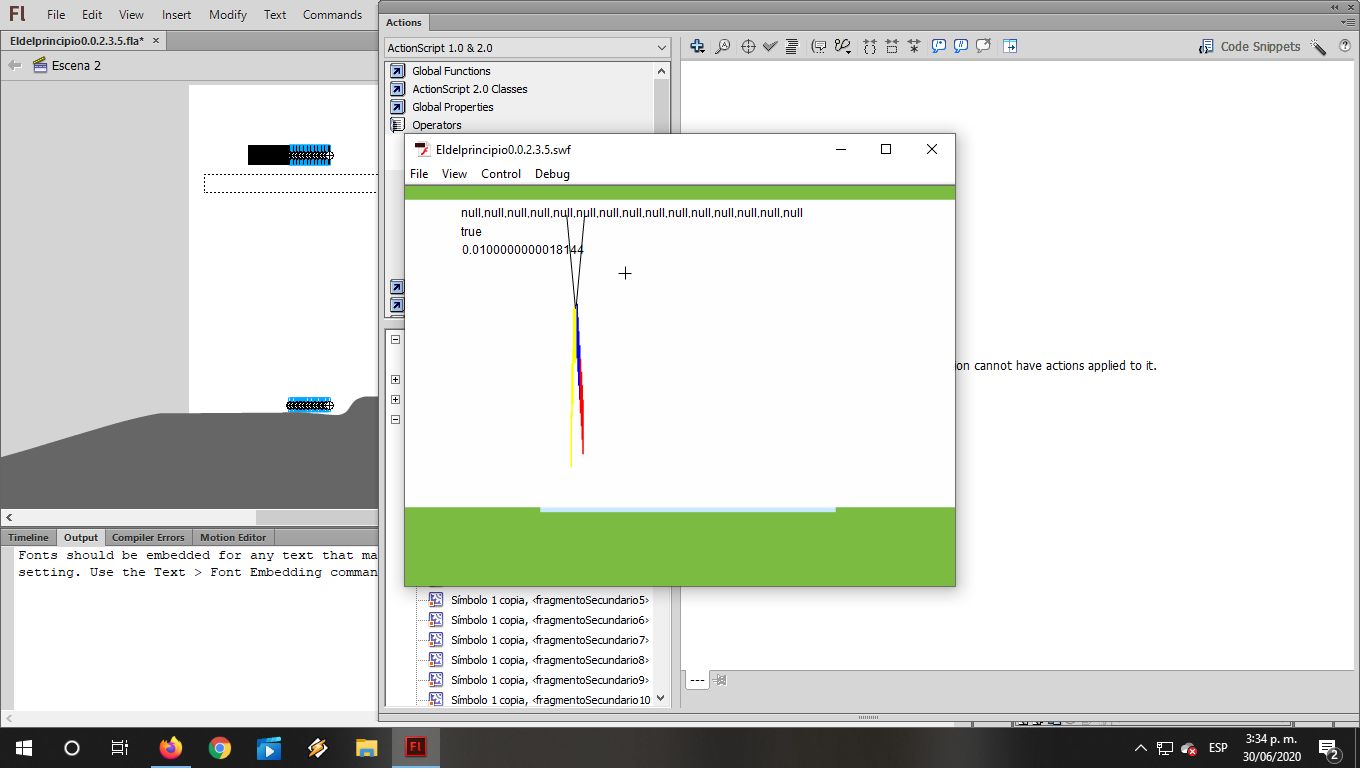 Fl File Edit View Insert Modify Text Commands
Eldelprincipio0.0.2.3.5.fla* ×
Escena 2
Actions
ActionScript 1.0 & 2.0
Code Snippets
Global Functions
ActionScript 2.0 Classes
Global Properties
Operators
Eldelprincipio0.0.2.3.5.swf
File View Control Debug
null,null,null,null,null,null,null,null,null,null,null,null,null,null,null
true
0.0100000000018144
ion cannot have actions applied to it.
Timeline Output Compiler Errors Motion Editor
Fonts should be embedded for any text that ma
setting. Use the Text > Font Embedding comman
Símbolo 1 copia, <fragmentoSecundario5>
Símbolo 1 copia, <fragmentoSecundario6>
Símbolo 1 copia, <fragmentoSecundario7>
Símbolo 1 copia, <fragmentoSecundario8>
Símbolo 1 copia, <fragmentoSecundario9>
Símbolo 1 copia, <fragmentoSecundario10
---
Fl
ESP
3:34 p. m.
30/06/2020
2